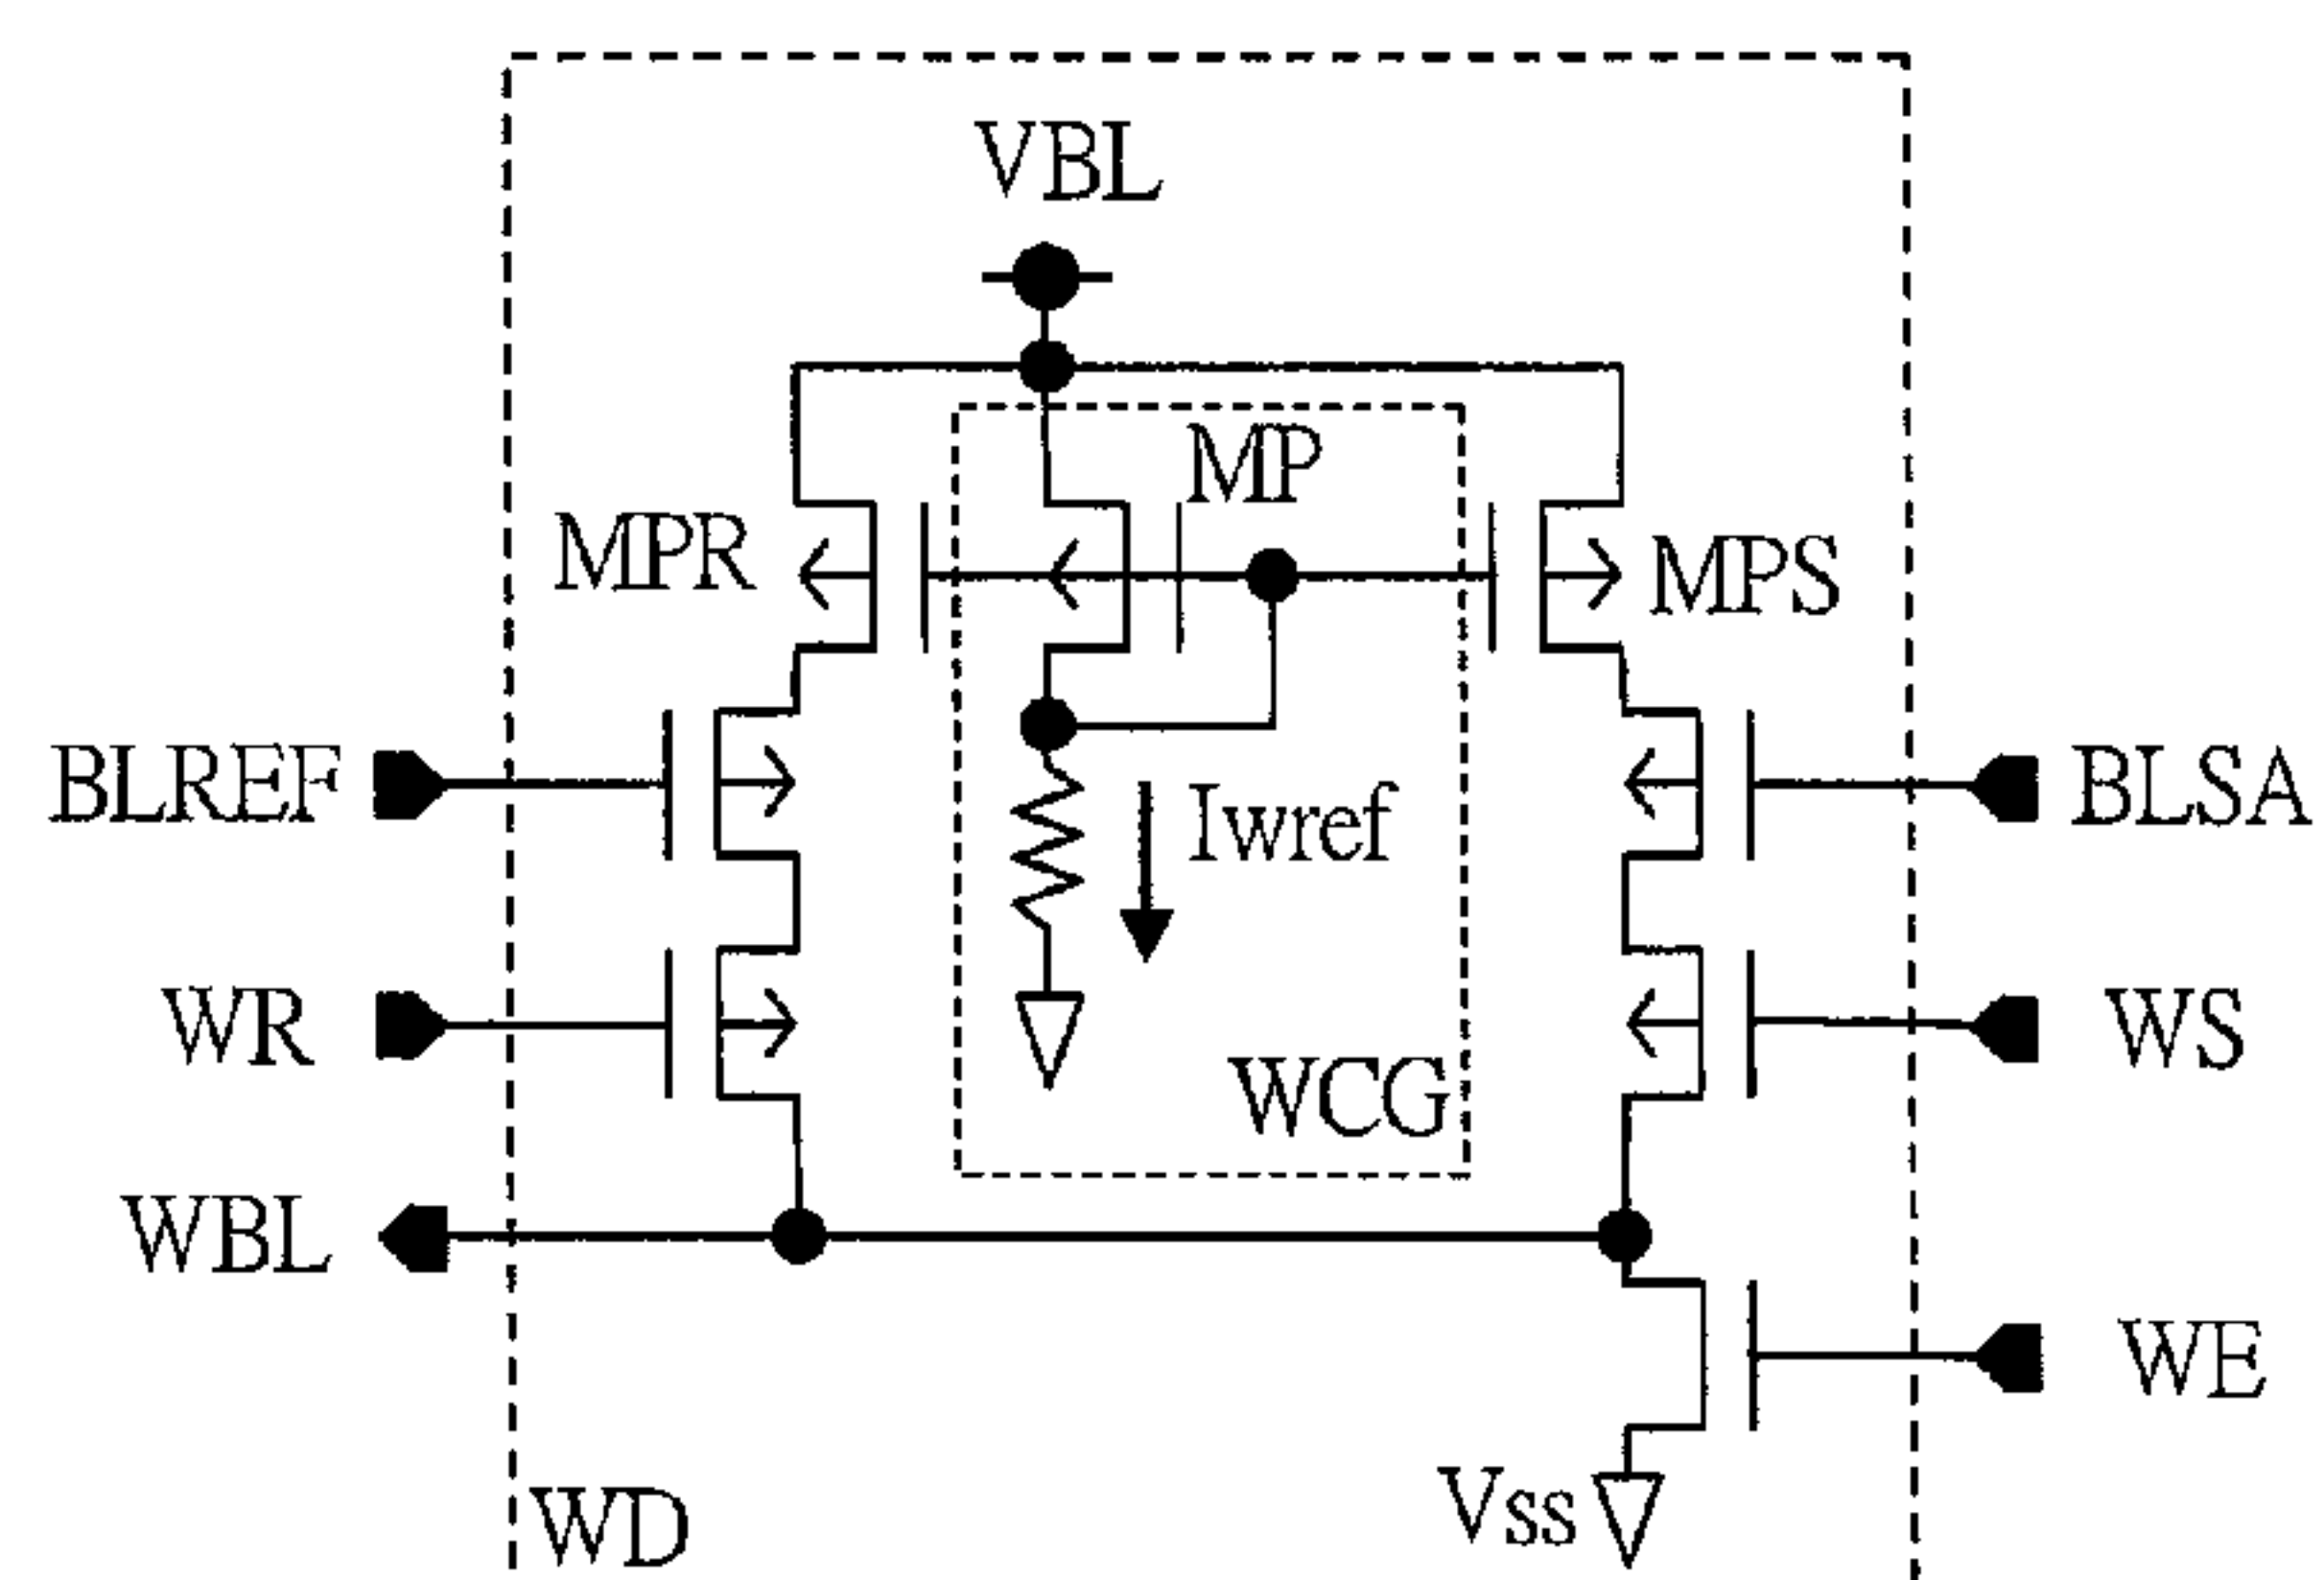 VBL
MP
MPR
MPS
BLREF
Iwref
BLSA
WR
WS
WCG
WBL
WE
Vss
WD